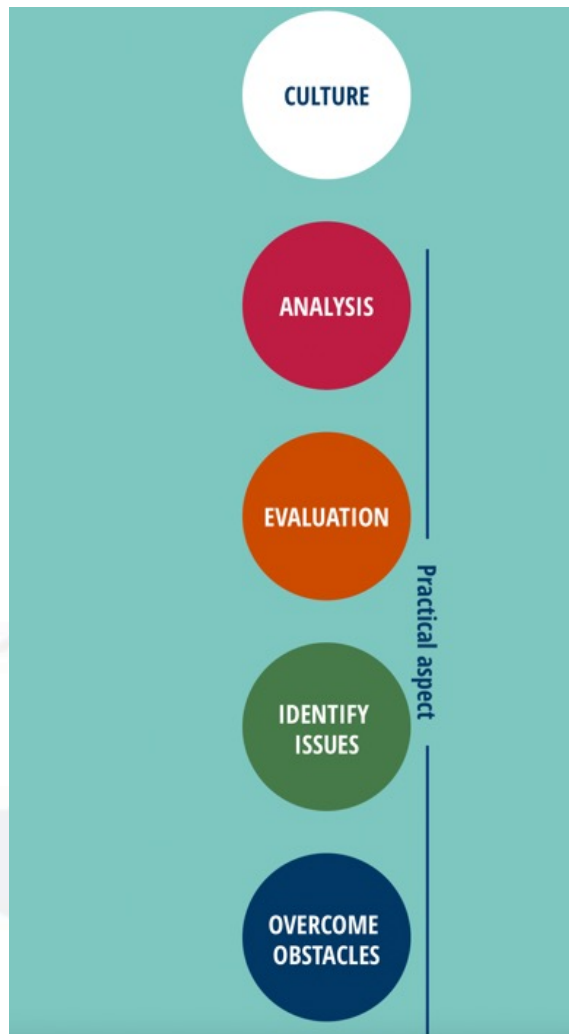 CULTURE
ANALYSIS
EVALUATION
Practical aspect
IDENTIFY
ISSUES
OVERCOME
OBSTACLES